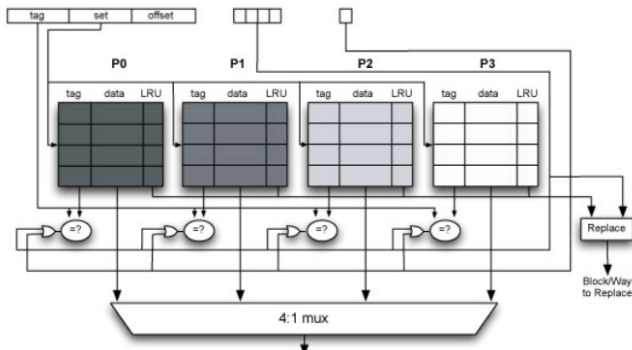 tag set offset
P0 P1 P2 P3
tag data LRU tag data LRU tag data LRU tag data LRU
=? =? =? =?
Replace
Block/Way
to Replace
4:1 mux